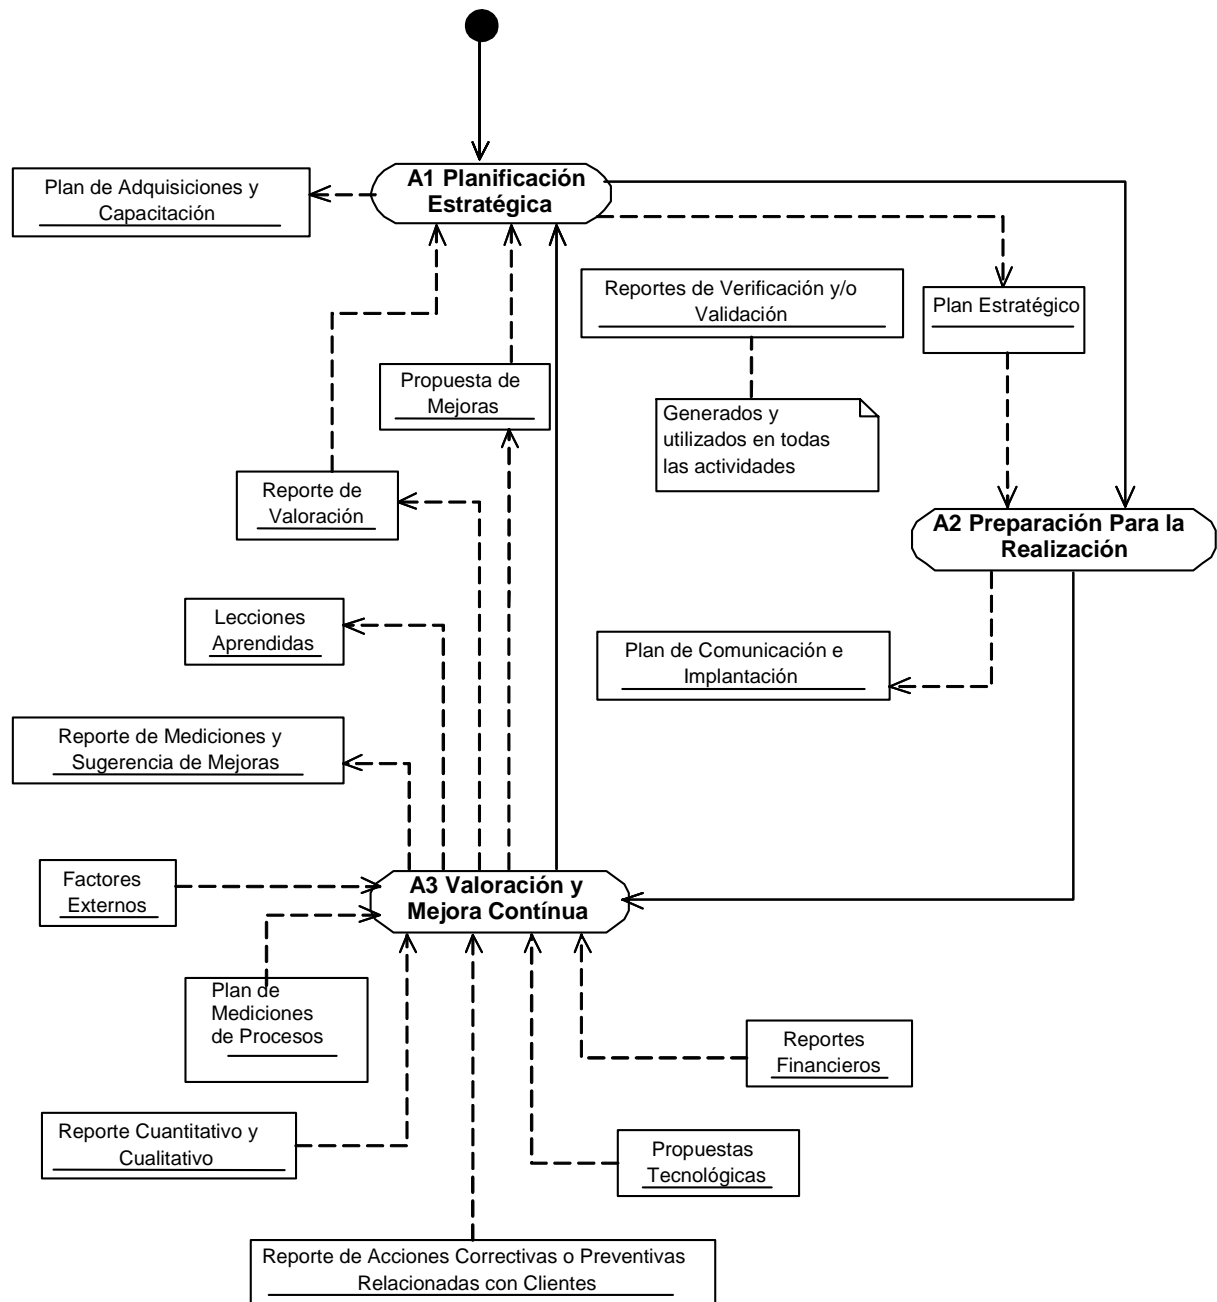 A1 Planificación
Estratégica
Plan de Adquisiciones y
Capacitación
Reportes de Verificación y/o
Validación
Plan Estratégico
Propuesta de
Mejoras
Generados y
utilizados en todas
las actividades
Reporte de
Valoración
A2 Preparación Para la
Realización
Lecciones
Aprendidas
Plan de Comunicación e
Implantación
Reporte de Mediciones y
Sugerencia de Mejoras
Factores
Externos
A3 Valoración y
Mejora Contínua
Plan de
Mediciones
de Procesos
Reportes
Financieros
Reporte Cuantitativo y
Cualitativo
Propuestas
Tecnológicas
Reporte de Acciones Correctivas o Preventivas
Relacionadas con Clientes